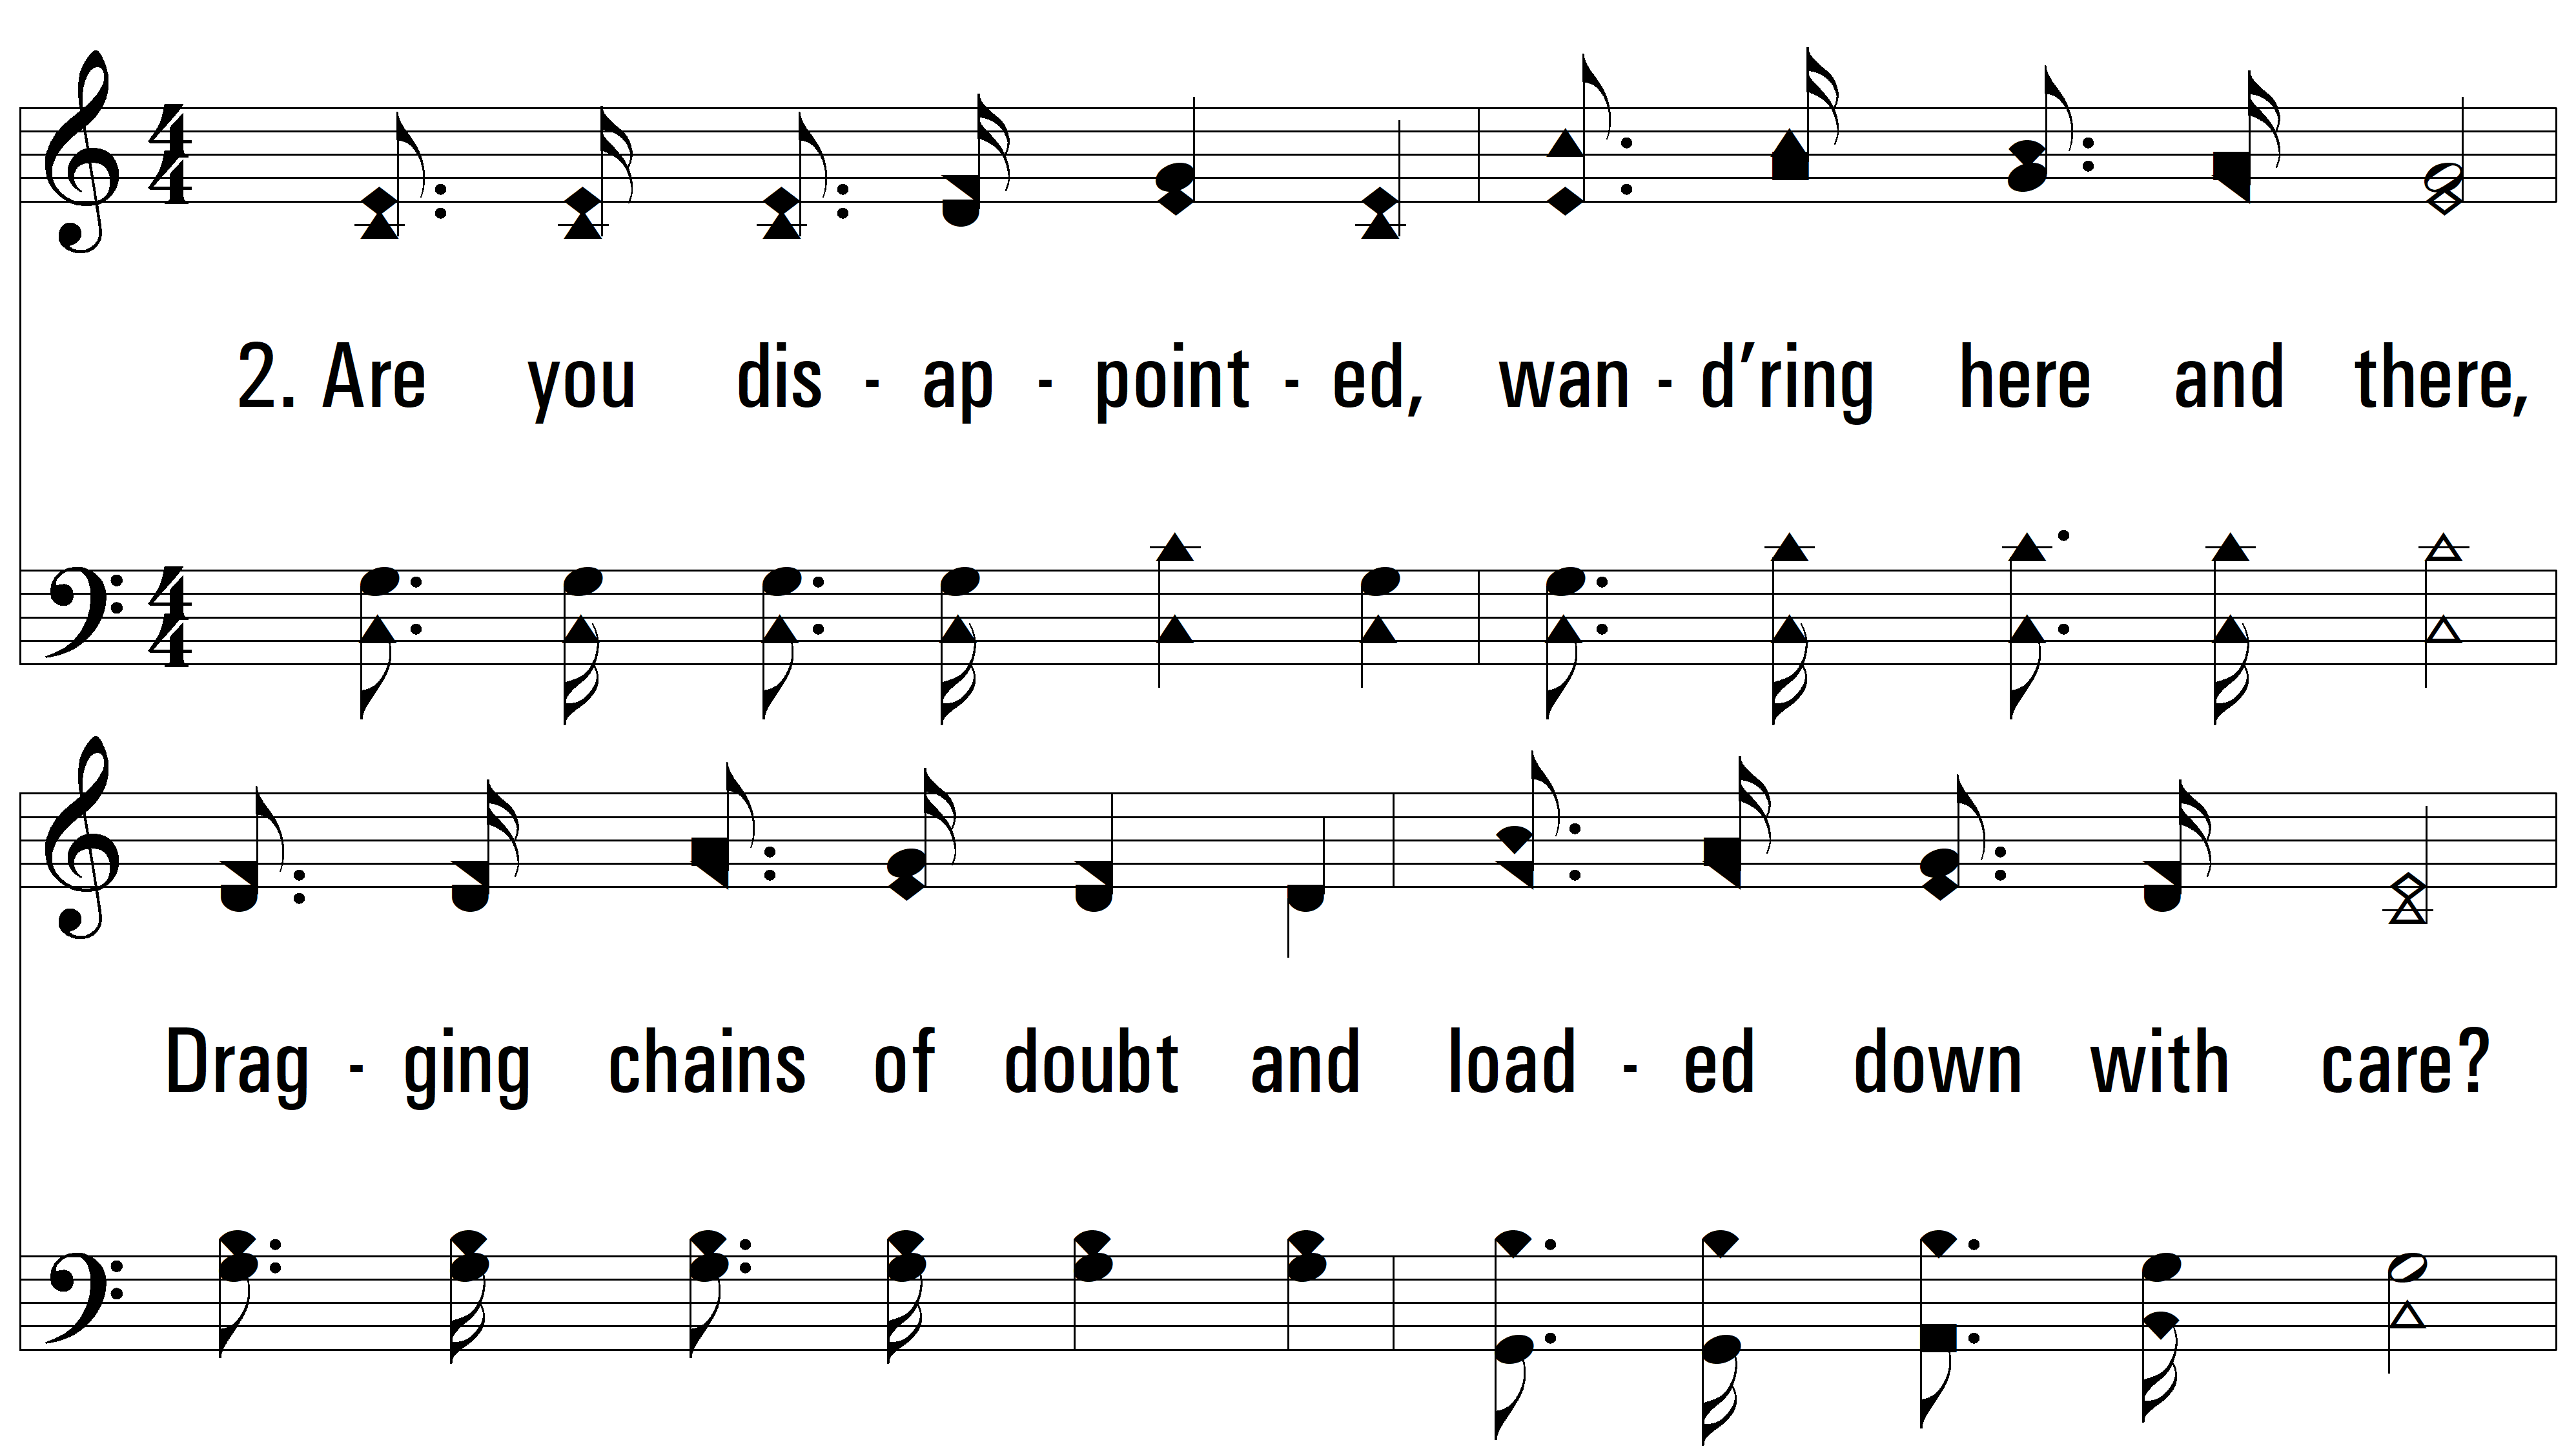 2. Are you dis - ap - point - ed, wan - d’ring here and there,
Drag - ging chains of doubt and load - ed down with care?